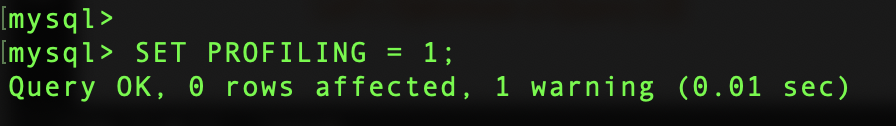 [mysql>
[mysql> SET PROFILING = 1;
Query OK, 0 rows affected, 1 warning (0.01 sec)